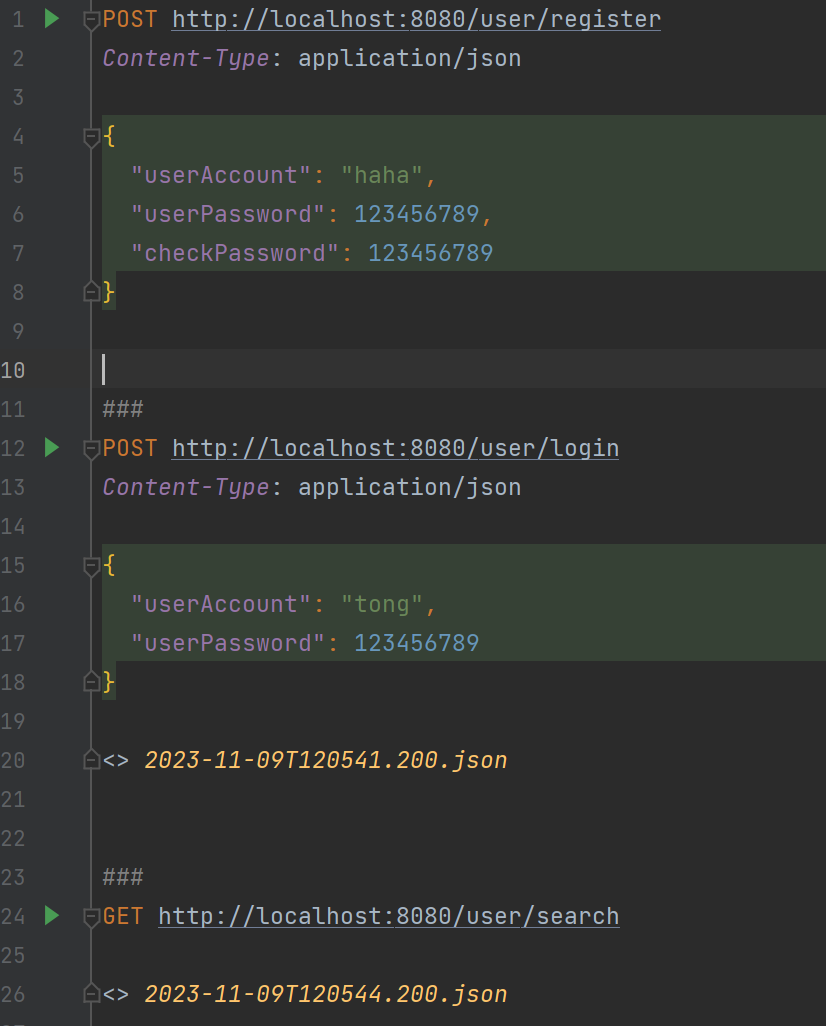 1 POST http://localhost:8080/user/register
2 Content-Type: application/json
3
4 {
5 "userAccount": "haha",
6 "userPassword": 123456789,
7 "checkPassword": 123456789
8 }
9
10
11 ###
12 POST http://localhost:8080/user/login
13 Content-Type: application/json
14
15 {
16 "userAccount": "tong",
17 "userPassword": 123456789
18 }
19
20 <> 2023-11-09T120541.200.json
21
22
23 ###
24 GET http://localhost:8080/user/search
25
26 <> 2023-11-09T120544.200.json